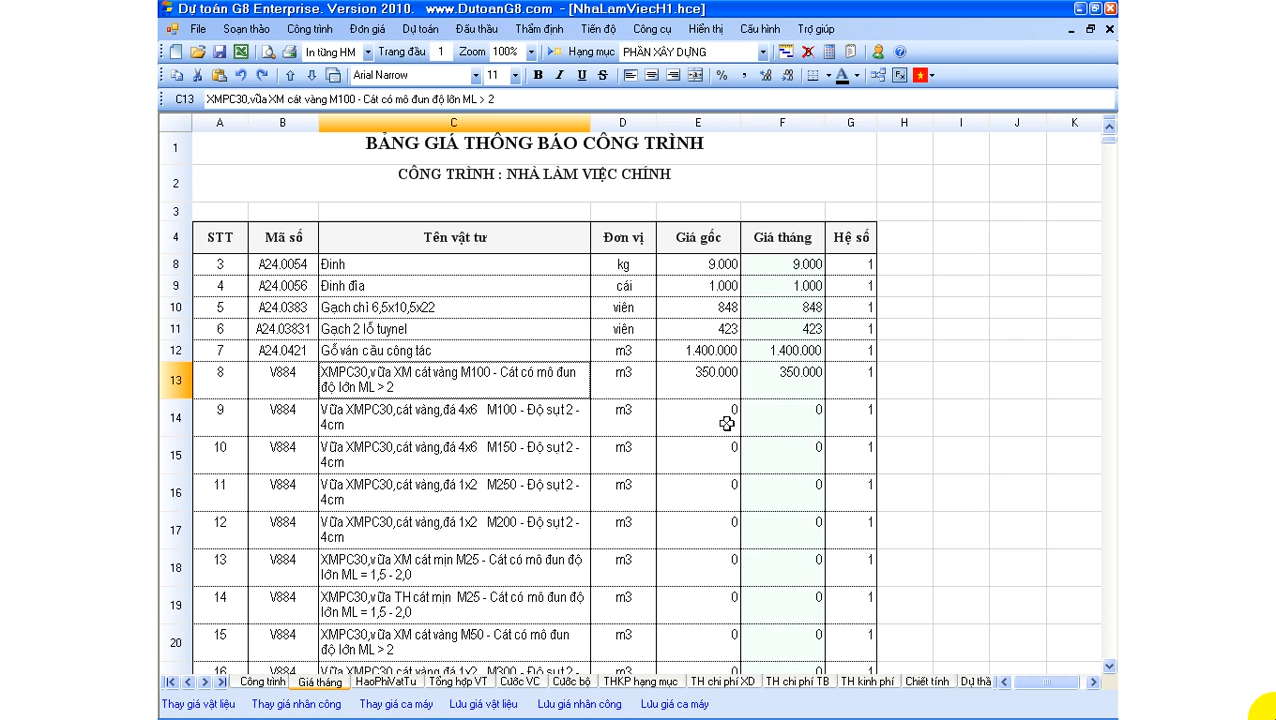 Dự toán G8 Enterprise. Version 2010. www.DutoanG8.com - [NhaLamViecH1.hce]
File Soạn thảo Công trình Đơn giá Dự toán Đấu thầu Thẩm định Tiến độ Công cụ Hiển thị Cấu hình Trợ giúp
In từng HM Trang đầu 1 Zoom 100% Hạng mục PHẦN XÂY DỰNG
Arial Narrow 11 B I U S % ,
C13 XMPC30,vữa XM cát vàng M100 - Cát có mô đun độ lớn ML > 2
A B C D E F G H I J K
1 BẢNG GIÁ THÔNG BÁO CÔNG TRÌNH
2 CÔNG TRÌNH : NHÀ LÀM VIỆC CHÍNH
3
4 STT Mã số Tên vật tư Đơn vị Giá gốc Giá tháng Hệ số
8 3 A24.0054 Đinh kg 9.000 9.000 1
9 4 A24.0056 Đinh đỉa cái 1.000 1.000 1
10 5 A24.0383 Gạch chỉ 6,5x10,5x22 viên 848 848 1
11 6 A24.03831 Gạch 2 lỗ tuynel viên 423 423 1
12 7 A24.0421 Gỗ ván cầu công tác m3 1.400.000 1.400.000 1
13 8 V884 XMPC30,vữa XM cát vàng M100 - Cát có mô đun m3 350.000 350.000 1
độ lớn ML > 2
14 9 V884 Vữa XMPC30,cát vàng,đá 4x6 M100 - Độ sụt 2 - m3 0 0 1
4cm
15 10 V884 Vữa XMPC30,cát vàng,đá 4x6 M150 - Độ sụt 2 - m3 0 0 1
4cm
16 11 V884 Vữa XMPC30,cát vàng,đá 1x2 M250 - Độ sụt 2 - m3 0 0 1
4cm
17 12 V884 Vữa XMPC30,cát vàng,đá 1x2 M200 - Độ sụt 2 - m3 0 0 1
4cm
18 13 V884 XMPC30,vữa XM cát mịn M25 - Cát có mô đun độ m3 0 0 1
lớn ML = 1,5 - 2,0
19 14 V884 XMPC30,vữa TH cát mịn M25 - Cát có mô đun độ m3 0 0 1
lớn ML = 1,5 - 2,0
20 15 V884 XMPC30,vữa XM cát vàng M50 - Cát có mô đun m3 0 0 1
độ lớn ML > 2
16 V884 Vữa XMPC30,cát vàng,đá 1x2 M300 - Độ sụt 2 - m3 0 0 1
Công trình Giá tháng HaoPhiVatTu Tổng hợp VT Cước VC Cước bộ THKP hạng mục TH chi phí XD TH chi phí TB TH kinh phí Chiết tính Dự thầ
Thay giá vật liệu Thay giá nhân công Thay giá ca máy Lưu giá vật liệu Lưu giá nhân công Lưu giá ca máy